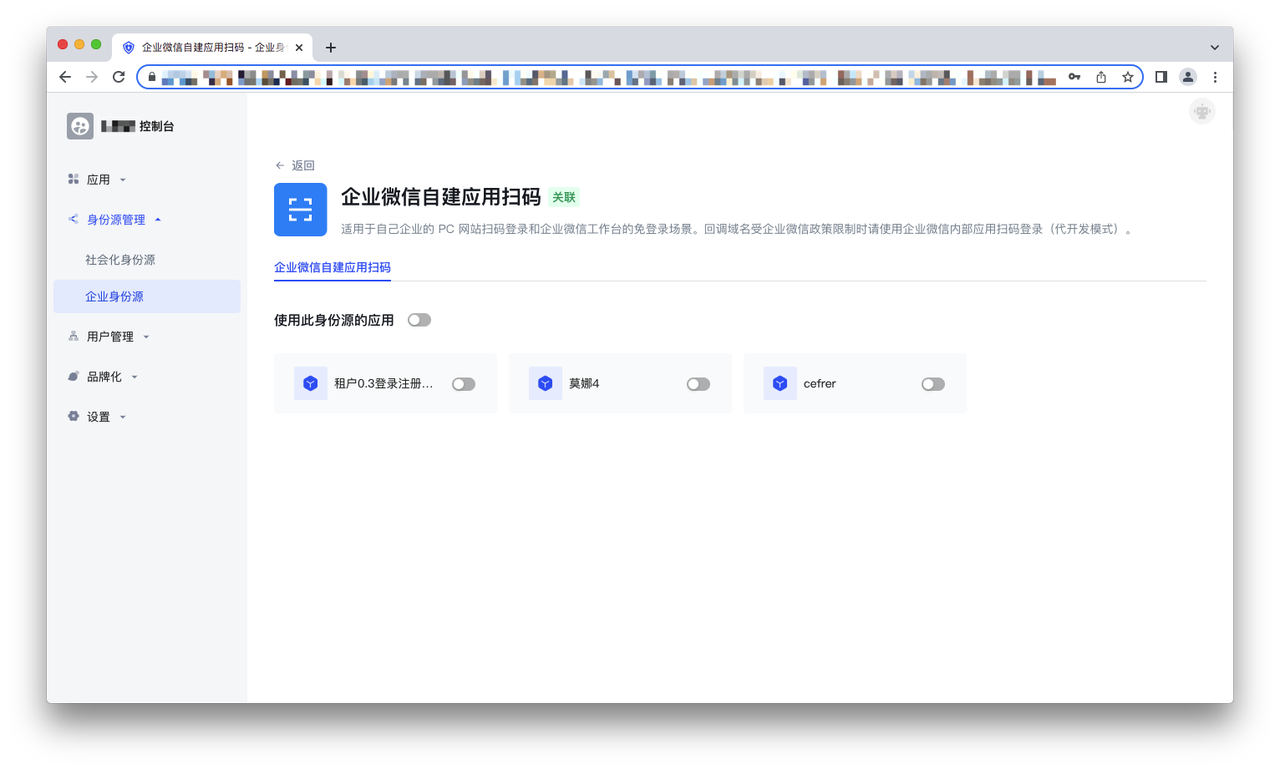 企业微信自建应用扫码 - 企业身
控制台
应用
身份源管理
社会化身份源
企业身份源
用户管理
品牌化
设置
返回
企业微信自建应用扫码 关联
适用于自己企业的 PC 网站扫码登录和企业微信工作台的免登录场景。回调域名受企业微信政策限制时请使用企业微信内部应用扫码登录（代开发模式）。
企业微信自建应用扫码
使用此身份源的应用
租户0.3登录注册...
莫娜4
cefrer